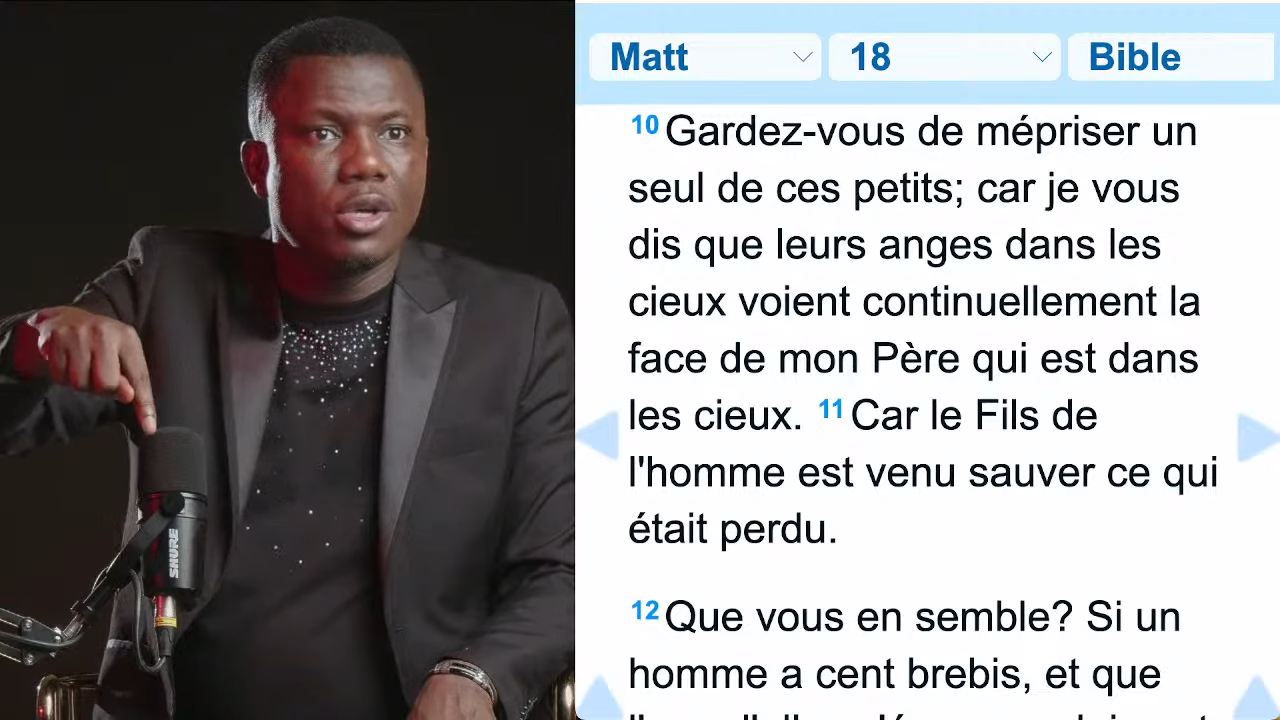 Matt 18 Bible
10 Gardez-vous de mépriser un
seul de ces petits; car je vous
dis que leurs anges dans les
cieux voient continuellement la
face de mon Père qui est dans
les cieux. 11 Car le Fils de
l'homme est venu sauver ce qui
était perdu.
12 Que vous en semble? Si un
homme a cent brebis, et que
SHURE